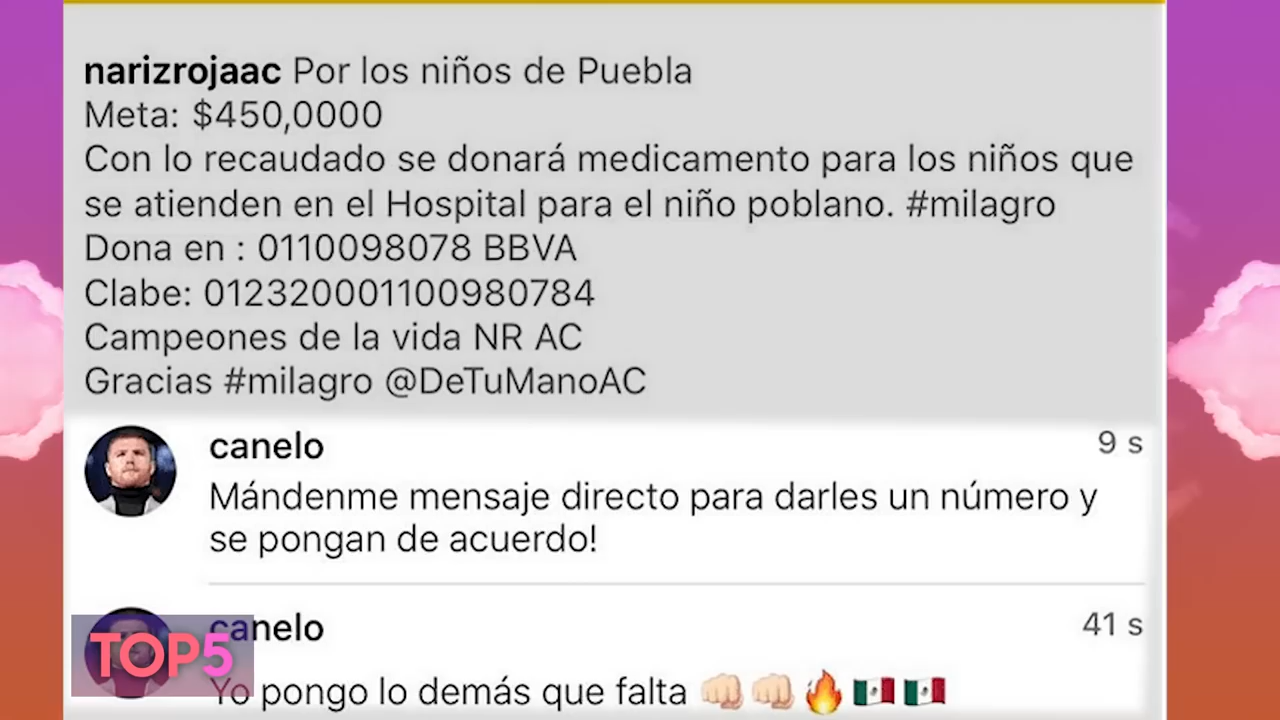 narizrojaac Por los niños de Puebla
Meta: $450,0000
Con lo recaudado se donará medicamento para los niños que
se atienden en el Hospital para el niño poblano. #milagro
Dona en : 0110098078 BBVA
Clabe: 012320001100980784
Campeones de la vida NR AC
Gracias #milagro @DeTuManoAC
canelo 9 s
Mándenme mensaje directo para darles un número y
se pongan de acuerdo!
canelo 41 s
TOP5
Yo pongo lo demás que falta 👊🏻👊🏻🔥🇲🇽🇲🇽